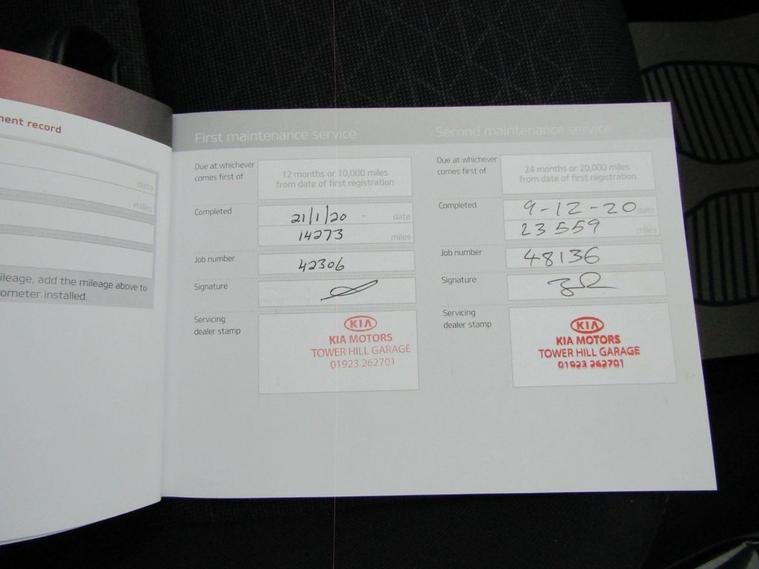 nent record
date
miles
ileage, add the mileage above to
ometer installed.
First maintenance service
Due at whichever
comes first of
12 months or 10,000 miles
from date of first registration
Completed
21/1/20
date
14273
miles
Job number
42306
Signature
Servicing
dealer stamp
KIA
KIA MOTORS
TOWER HILL GARAGE
01923 262701
Second maintenance service
Due at whichever
comes first of
24 months or 20,000 miles
from date of first registration
Completed
9-12-20
date
23559
miles
Job number
48136
Signature
Servicing
dealer stamp
KIA
KIA MOTORS
TOWER HILL GARAGE
01923 262701